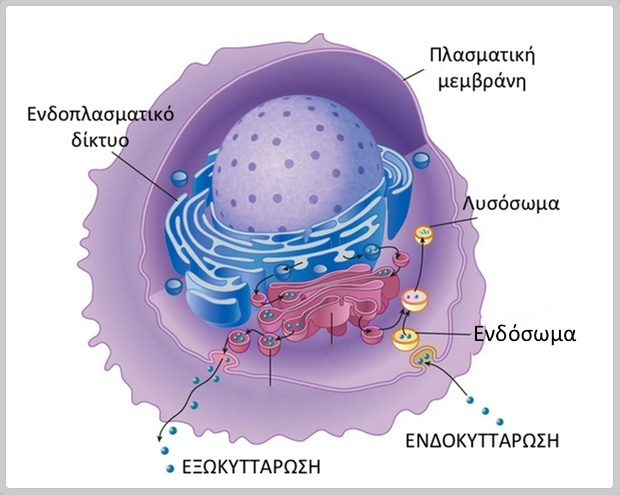 Πλασματική
μεμβράνη
Ενδοπλασματικό
δίκτυο
Λυσόσωμα
Ενδόσωμα
ΕΝΔΟΚΥΤΤΑΡΩΣΗ
ΕΞΩΚΥΤΤΑΡΩΣΗ